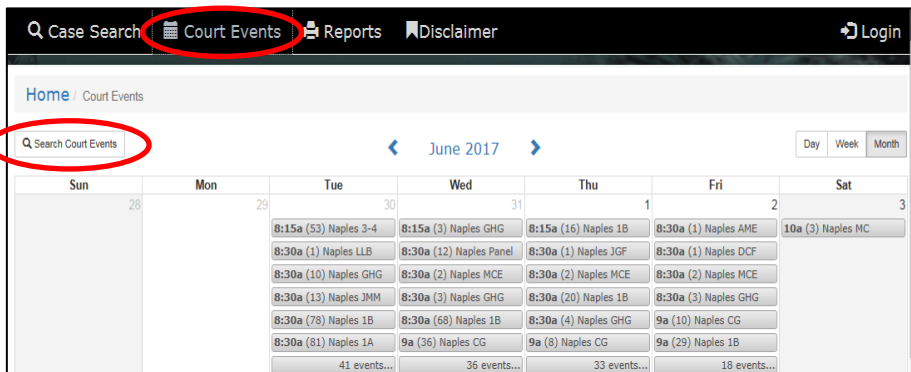 Case Search Court Events Reports Disclaimer Login
Home / Court Events
Search Court Events June 2017 Day Week Month
Sun Mon Tue Wed Thu Fri Sat
28 29 30 31 1 2 3
8:15a (53) Naples 3-4 8:15a (3) Naples GHG 8:15a (16) Naples 1B 8:30a (1) Naples AME 10a (3) Naples MC
8:30a (1) Naples LLB 8:30a (12) Naples Panel 8:30a (1) Naples JGF 8:30a (1) Naples DCF
8:30a (10) Naples GHG 8:30a (2) Naples MCE 8:30a (2) Naples MCE 8:30a (2) Naples MCE
8:30a (13) Naples JMM 8:30a (3) Naples GHG 8:30a (20) Naples 1B 8:30a (3) Naples GHG
8:30a (78) Naples 1B 8:30a (68) Naples 1B 8:30a (4) Naples GHG 9a (10) Naples CG
8:30a (81) Naples 1A 9a (36) Naples CG 9a (8) Naples CG 9a (29) Naples 1B
41 events... 36 events... 33 events... 18 events...